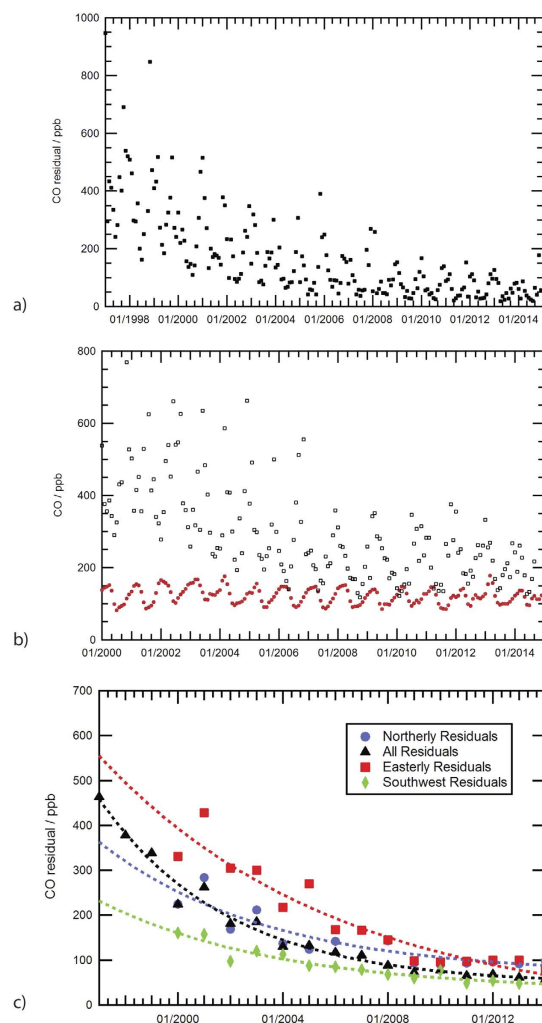 1000
800
600
400
200
0
CO residual / ppb
01/1998 01/2000 01/2002 01/2004 01/2006 01/2008 01/2010 01/2012 01/2014
a)
800
600
400
200
0
CO / ppb
01/2000 01/2002 01/2004 01/2005 01/2006 01/2008 01/2010 01/2012 01/2014
b)
700
600
500
400
300
200
100
0
CO residual / ppb
Northerly Residuals
All Residuals
Easterly Residuals
Southwest Residuals
01/2000 01/2004 01/2008 01/2012
c)